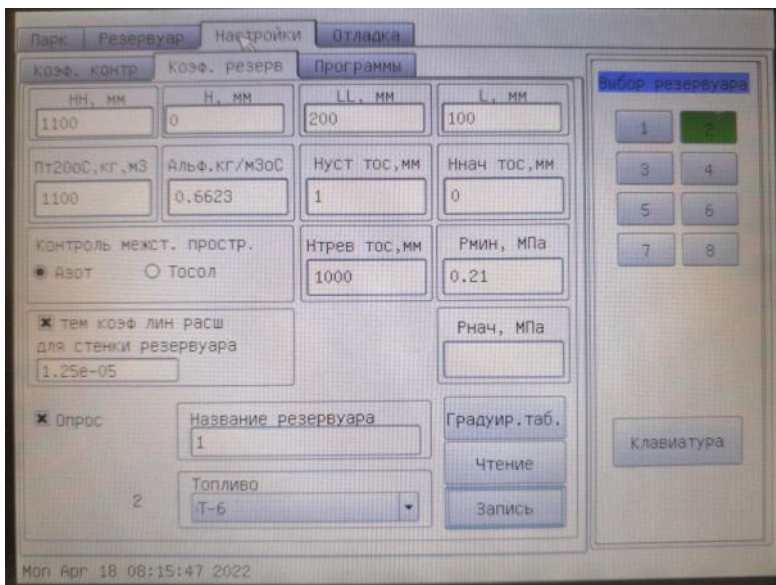 Парк Резервуар Настройки Отладка
Коэф. контр Коэф. резерв Программы
Выбор резервуара
НН, мм Н, мм LL, мм L, мм
1100 0 200 100
1 2
Пт20оС,кг,м3 Альф.кг/м3оС Нуст тос,мм Ннач тос,мм
3 4
1100 0.6623 1 0
5 6
Контроль межст. простр. Нтрев тос,мм Рмин, МПа
7 8
Азот Тосол 1000 0.21
тем коэф лин расш
для стенки резервуара
Рнач, МПа
1.25e-05
Опрос Название резервуара Градуир.таб.
1
Клавиатура
Чтение
Топливо
2 Т-6 Запись
Mon Apr 18 08:15:47 2022